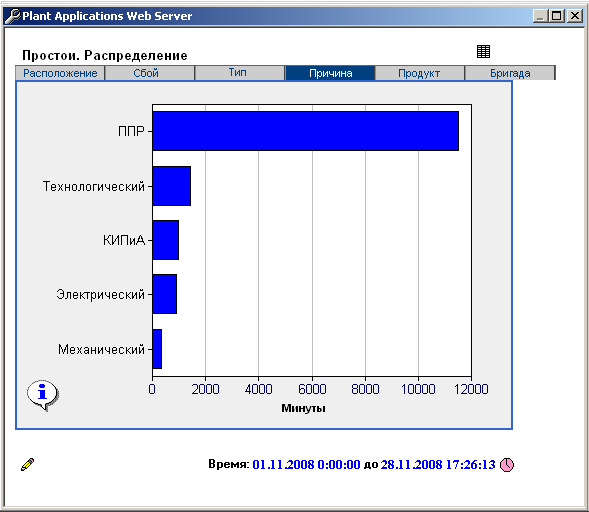 Plant Applications Web Server
Простои. Распределение
Расположение Сбой Тип Причина Продукт Бригада
ППР
Технологический
КИПиА
Электрический
Механический
0 2000 4000 6000 8000 10000 12000
Минуты
Время: 01.11.2008 0:00:00 до 28.11.2008 17:26:13